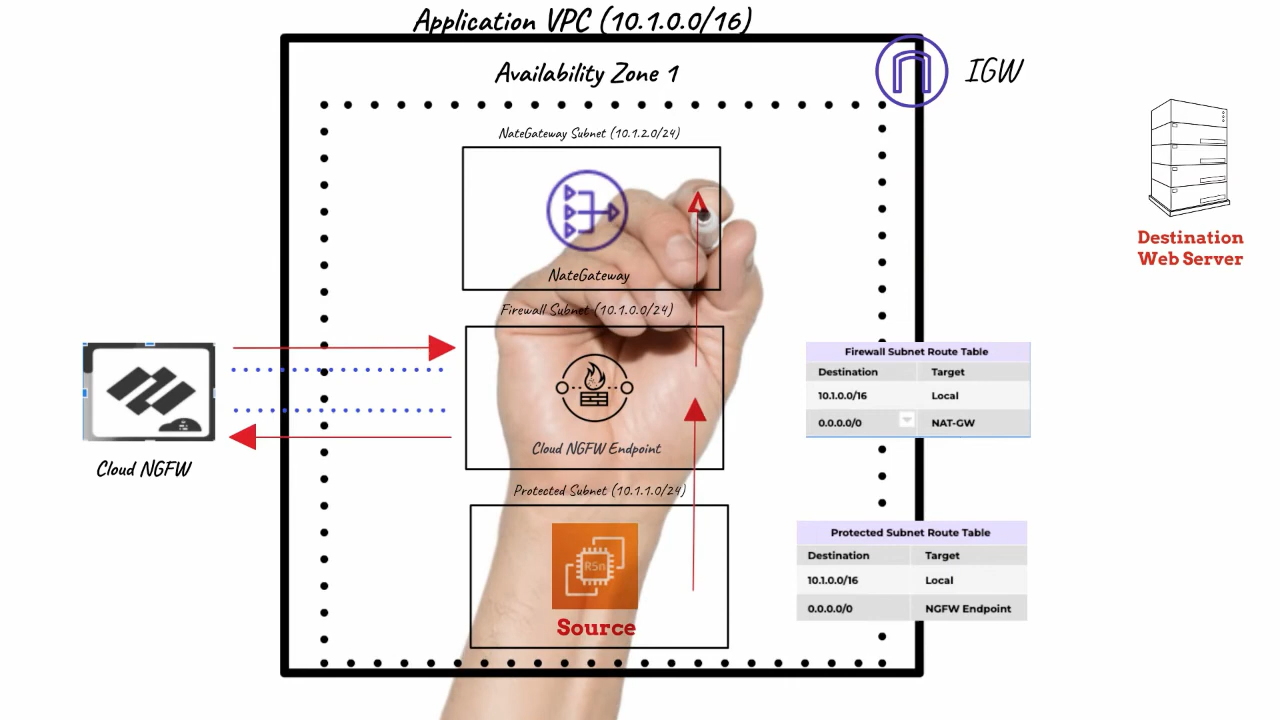 Application VPC (10.1.0.0/16)
IGW
Availability Zone 1
NateGateway Subnet (10.1.2.0/24)
NateGateway
Destination
Web Server
Firewall Subnet (10.1.0.0/24)
Cloud NGFW Endpoint
Cloud NGFW
Firewall Subnet Route Table
Destination Target
10.1.0.0/16 Local
0.0.0.0/0 NAT-GW
Protected Subnet (10.1.1.0/24)
R5n
Source
Protected Subnet Route Table
Destination Target
10.1.0.0/16 Local
0.0.0.0/0 NGFW Endpoint